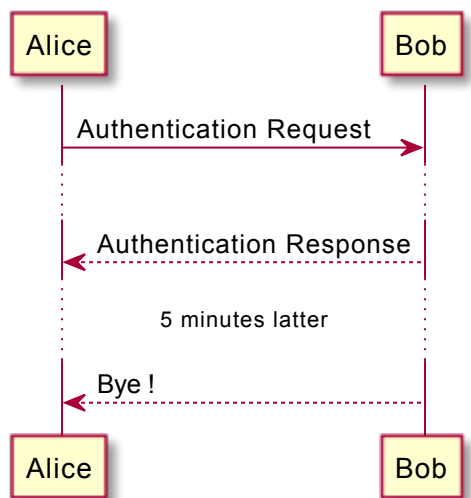 Alice
Bob
Authentication Request
Authentication Response
5 minutes latter
Bye !
Alice
Bob